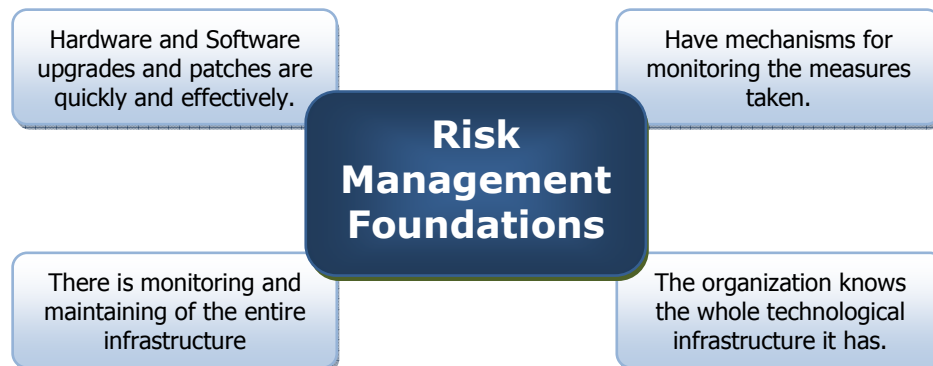 Hardware and Software
upgrades and patches are
quickly and effectively.
Have mechanisms for
monitoring the measures
taken.
Risk
Management
Foundations
There is monitoring and
maintaining of the entire
infrastructure
The organization knows
the whole technological
infrastructure it has.